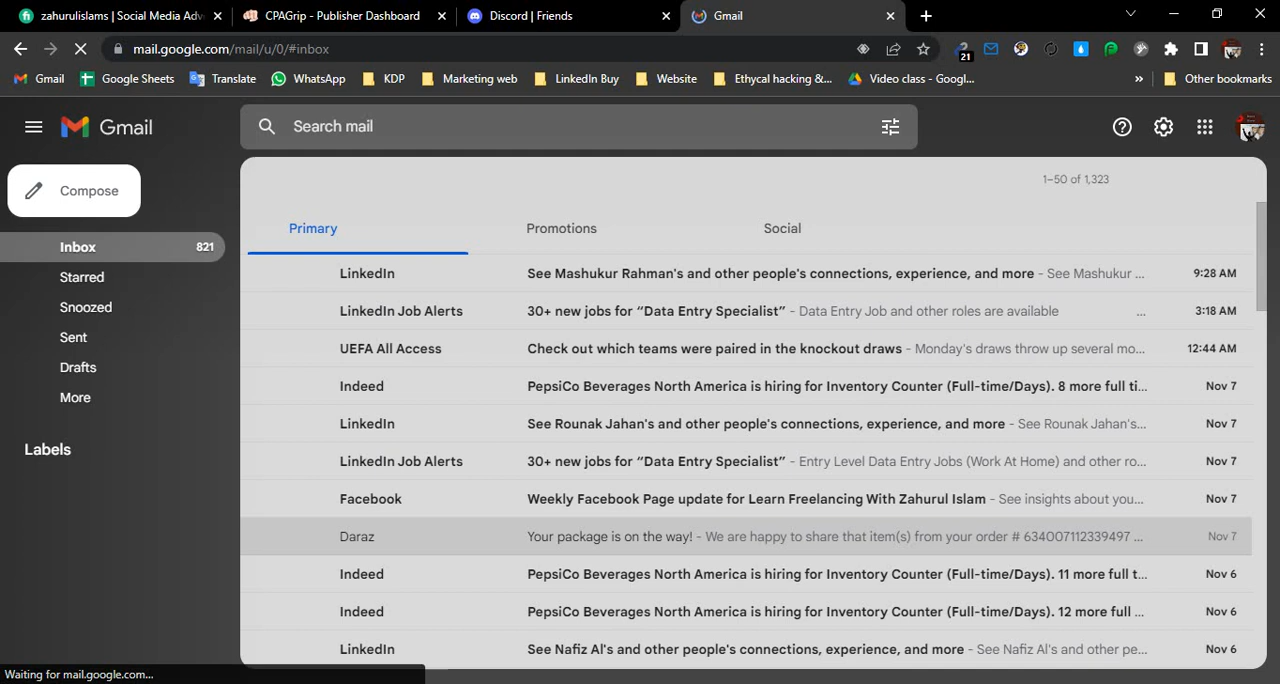 zahurulislams | Social Media Adv
CPAGrip - Publisher Dashboard
Discord | Friends
Gmail
mail.google.com/mail/u/0/#inbox
21
Gmail
Google Sheets
Translate
WhatsApp
KDP
Marketing web
LinkedIn Buy
Website
Ethycal hacking &...
Video class - Goog...
»
Other bookmarks
Gmail
Search mail
Compose
1–50 of 1,323
Primary
Promotions
Social
Inbox 821
Starred
Snoozed
Sent
Drafts
More
Labels
LinkedIn See Mashukur Rahman's and other people's connections, experience, and more - See Mashukur ... 9:28 AM
LinkedIn Job Alerts 30+ new jobs for “Data Entry Specialist” - Data Entry Job and other roles are available ... 3:18 AM
UEFA All Access Check out which teams were paired in the knockout draws - Monday's draws throw up several mo... 12:44 AM
Indeed PepsiCo Beverages North America is hiring for Inventory Counter (Full-time/Days). 8 more full ti... Nov 7
LinkedIn See Rounak Jahan's and other people's connections, experience, and more - See Rounak Jahan's... Nov 7
LinkedIn Job Alerts 30+ new jobs for “Data Entry Specialist” - Entry Level Data Entry Jobs (Work At Home) and other ro... Nov 7
Facebook Weekly Facebook Page update for Learn Freelancing With Zahurul Islam - See insights about you... Nov 7
Daraz Your package is on the way! - We are happy to share that item(s) from your order # 634007112339497 ... Nov 7
Indeed PepsiCo Beverages North America is hiring for Inventory Counter (Full-time/Days). 11 more full t... Nov 6
Indeed PepsiCo Beverages North America is hiring for Inventory Counter (Full-time/Days). 12 more full ... Nov 6
LinkedIn See Nafiz Al's and other people's connections, experience, and more - See Nafiz Al's and other pe... Nov 6
Waiting for mail.google.com...